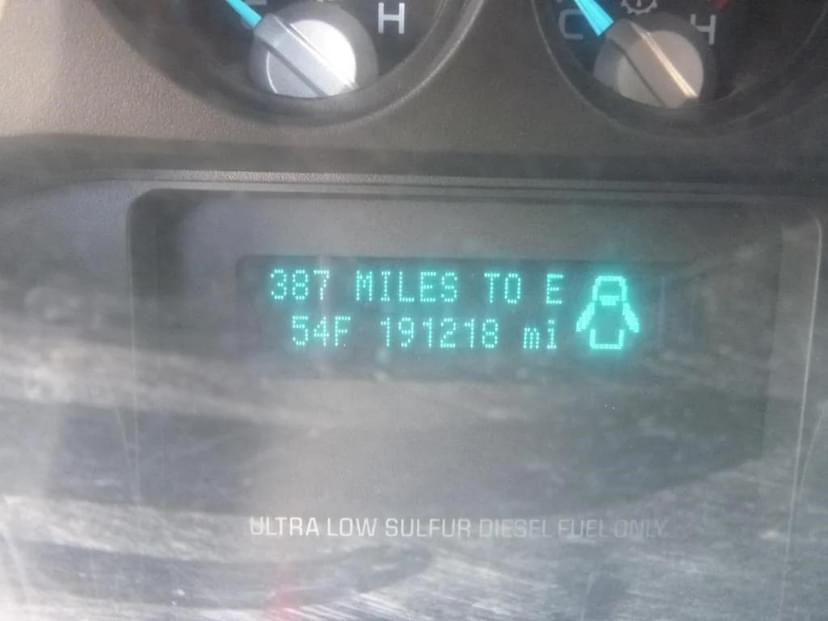 H
C H
387 MILES TO E
54F 191218 mi
ULTRA LOW SULFUR DIESEL FUEL ONLY